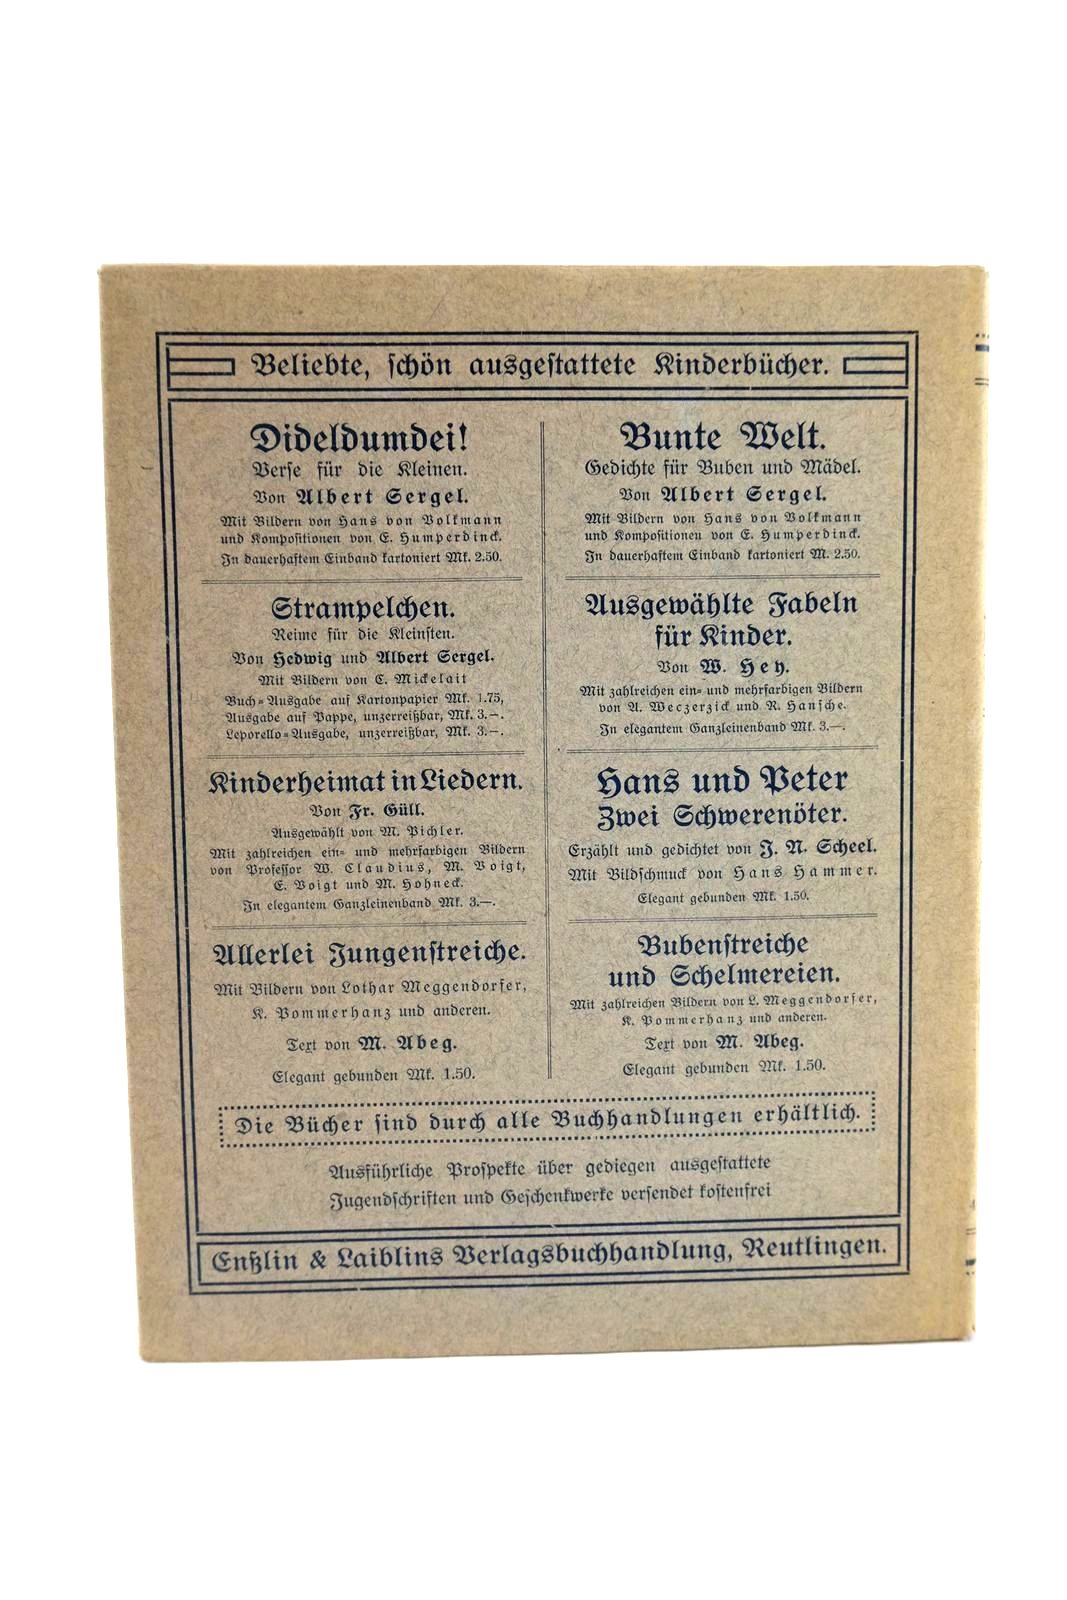 Beliebte, schön ausgestattete Kinderbücher.
Dideldumdei!
Verse für die Kleinen.
Von Albert Sergel.
Mit Bildern von Hans von Volkmann
und Kompositionen von E. Humperdinck.
In dauerhaftem Einband kartoniert Mk. 2.50.
Strampelchen.
Reime für die Kleinsten.
Von Hedwig und Albert Sergel.
Mit Bildern von C. Mickelait
Buch-Ausgabe auf Kartonpapier Mk. 1.75,
Ausgabe auf Pappe, unzerreißbar, Mk. 3.—.
Leporello-Ausgabe, unzerreißbar, Mk. 3.—.
Kinderheimat in Liedern.
Von Fr. Güll.
Ausgewählt von M. Pichler.
Mit zahlreichen ein- und mehrfarbigen Bildern
von Professor W. Claudius, M. Voigt,
E. Voigt und M. Hohneck.
In elegantem Ganzleinenband Mk. 3.—.
Allerlei Jungenstreiche.
Mit Bildern von Lothar Meggendorfer,
K. Pommerhanz und anderen.
Text von M. Abeg.
Elegant gebunden Mk. 1.50.
Bunte Welt.
Gedichte für Buben und Mädel.
Von Albert Sergel.
Mit Bildern von Hans von Volkmann
und Kompositionen von E. Humperdinck.
In dauerhaftem Einband kartoniert M. 2.50.
Ausgewählte Fabeln
für Kinder.
Von W. Hey.
Mit zahlreichen ein- und mehrfarbigen Bildern
von A. Weczerzick und R. Hansche.
In elegantem Ganzleinenband Mk. 3.—.
Hans und Peter
Zwei Schwerenöter.
Erzählt und gedichtet von J. N. Scheel.
Mit Bildschmuck von Hans Hammer.
Elegant gebunden Mk. 1.50.
Bubenstreiche
und Schelmereien.
Mit zahlreichen Bildern von L. Meggendorfer,
K. Pommerhanz und anderen.
Text von M. Abeg.
Elegant gebunden Mk. 1.50.
Die Bücher sind durch alle Buchhandlungen erhältlich.
Ausführliche Prospekte über gediegen ausgestattete
Jugendschriften und Geschenkwerke versendet kostenfrei
Enßlin & Laiblins Verlagsbuchhandlung, Reutlingen.